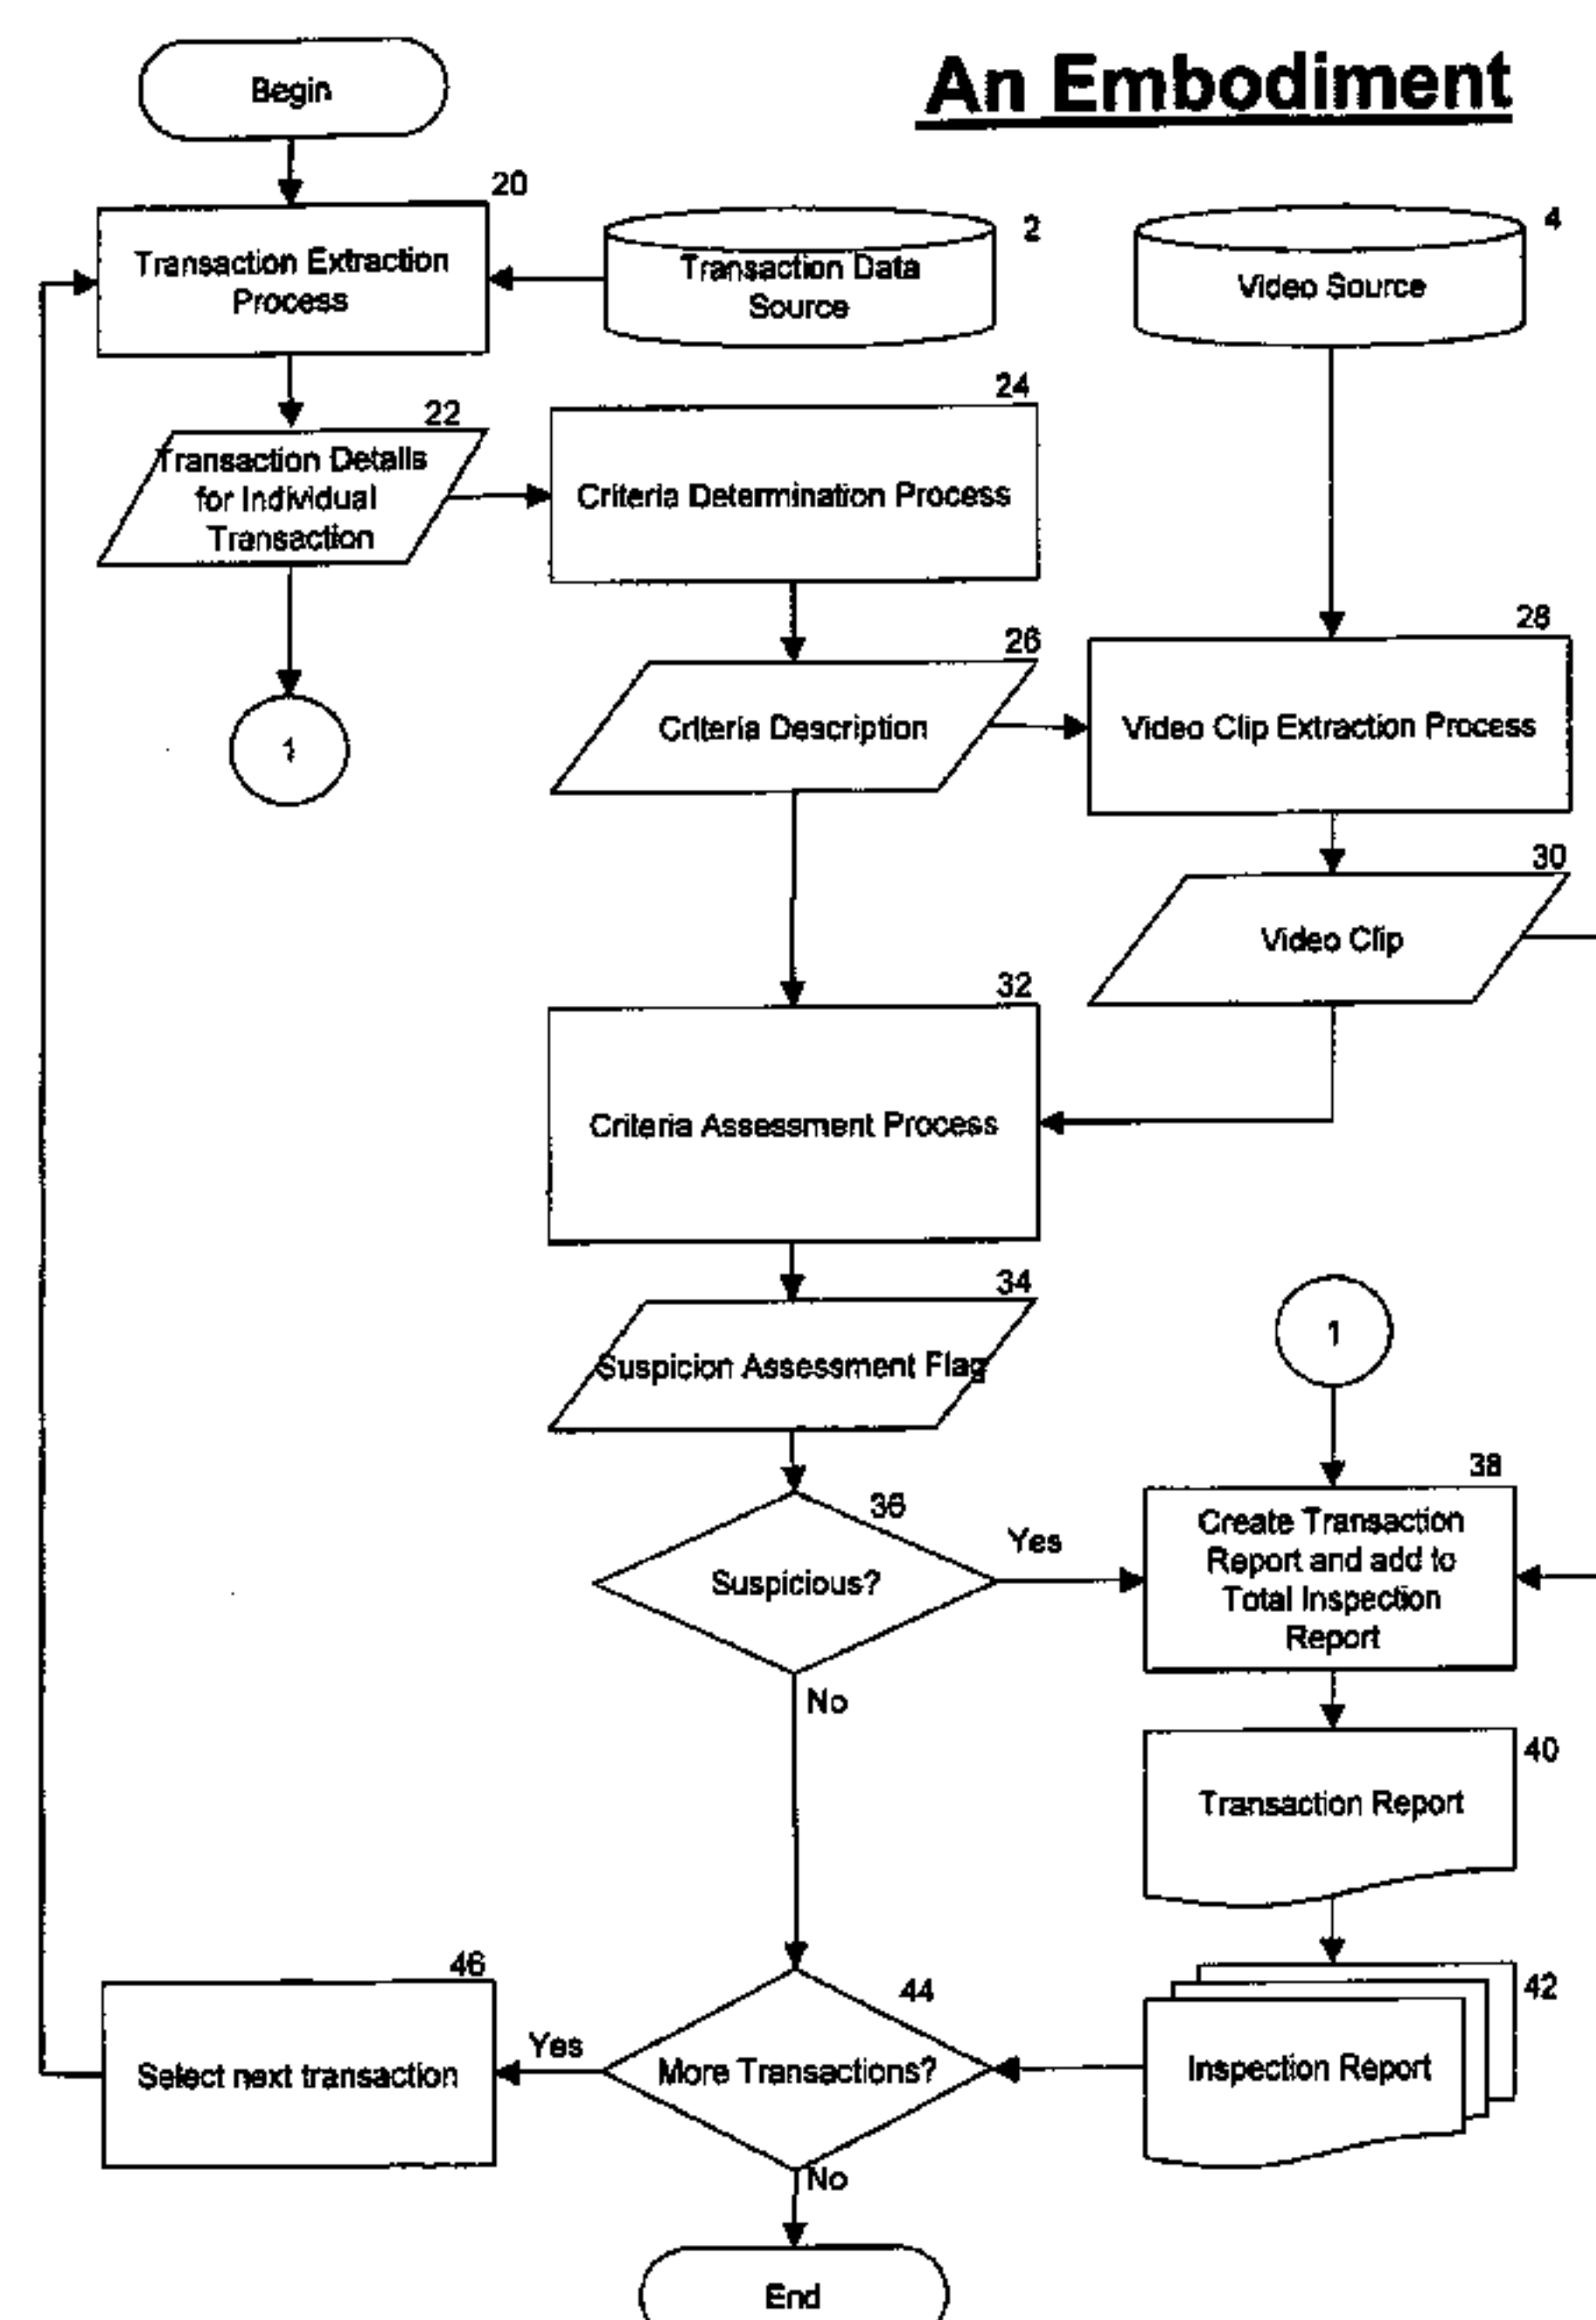 An Embodiment
Begin
20
Transaction Extraction
Process
2
Transaction Data
Source
4
Video Source
22
Transaction Details
for Individual
Transaction
24
Criteria Determination Process
26
Criteria Description
28
Video Clip Extraction Process
1
30
Video Clip
32
Criteria Assessment Process
34
Suspicion Assessment Flag
1
36
Suspicious?
Yes
No
38
Create Transaction
Report and add to
Total Inspection
Report
40
Transaction Report
42
Inspection Report
44
More Transactions?
Yes
No
46
Select next transaction
End